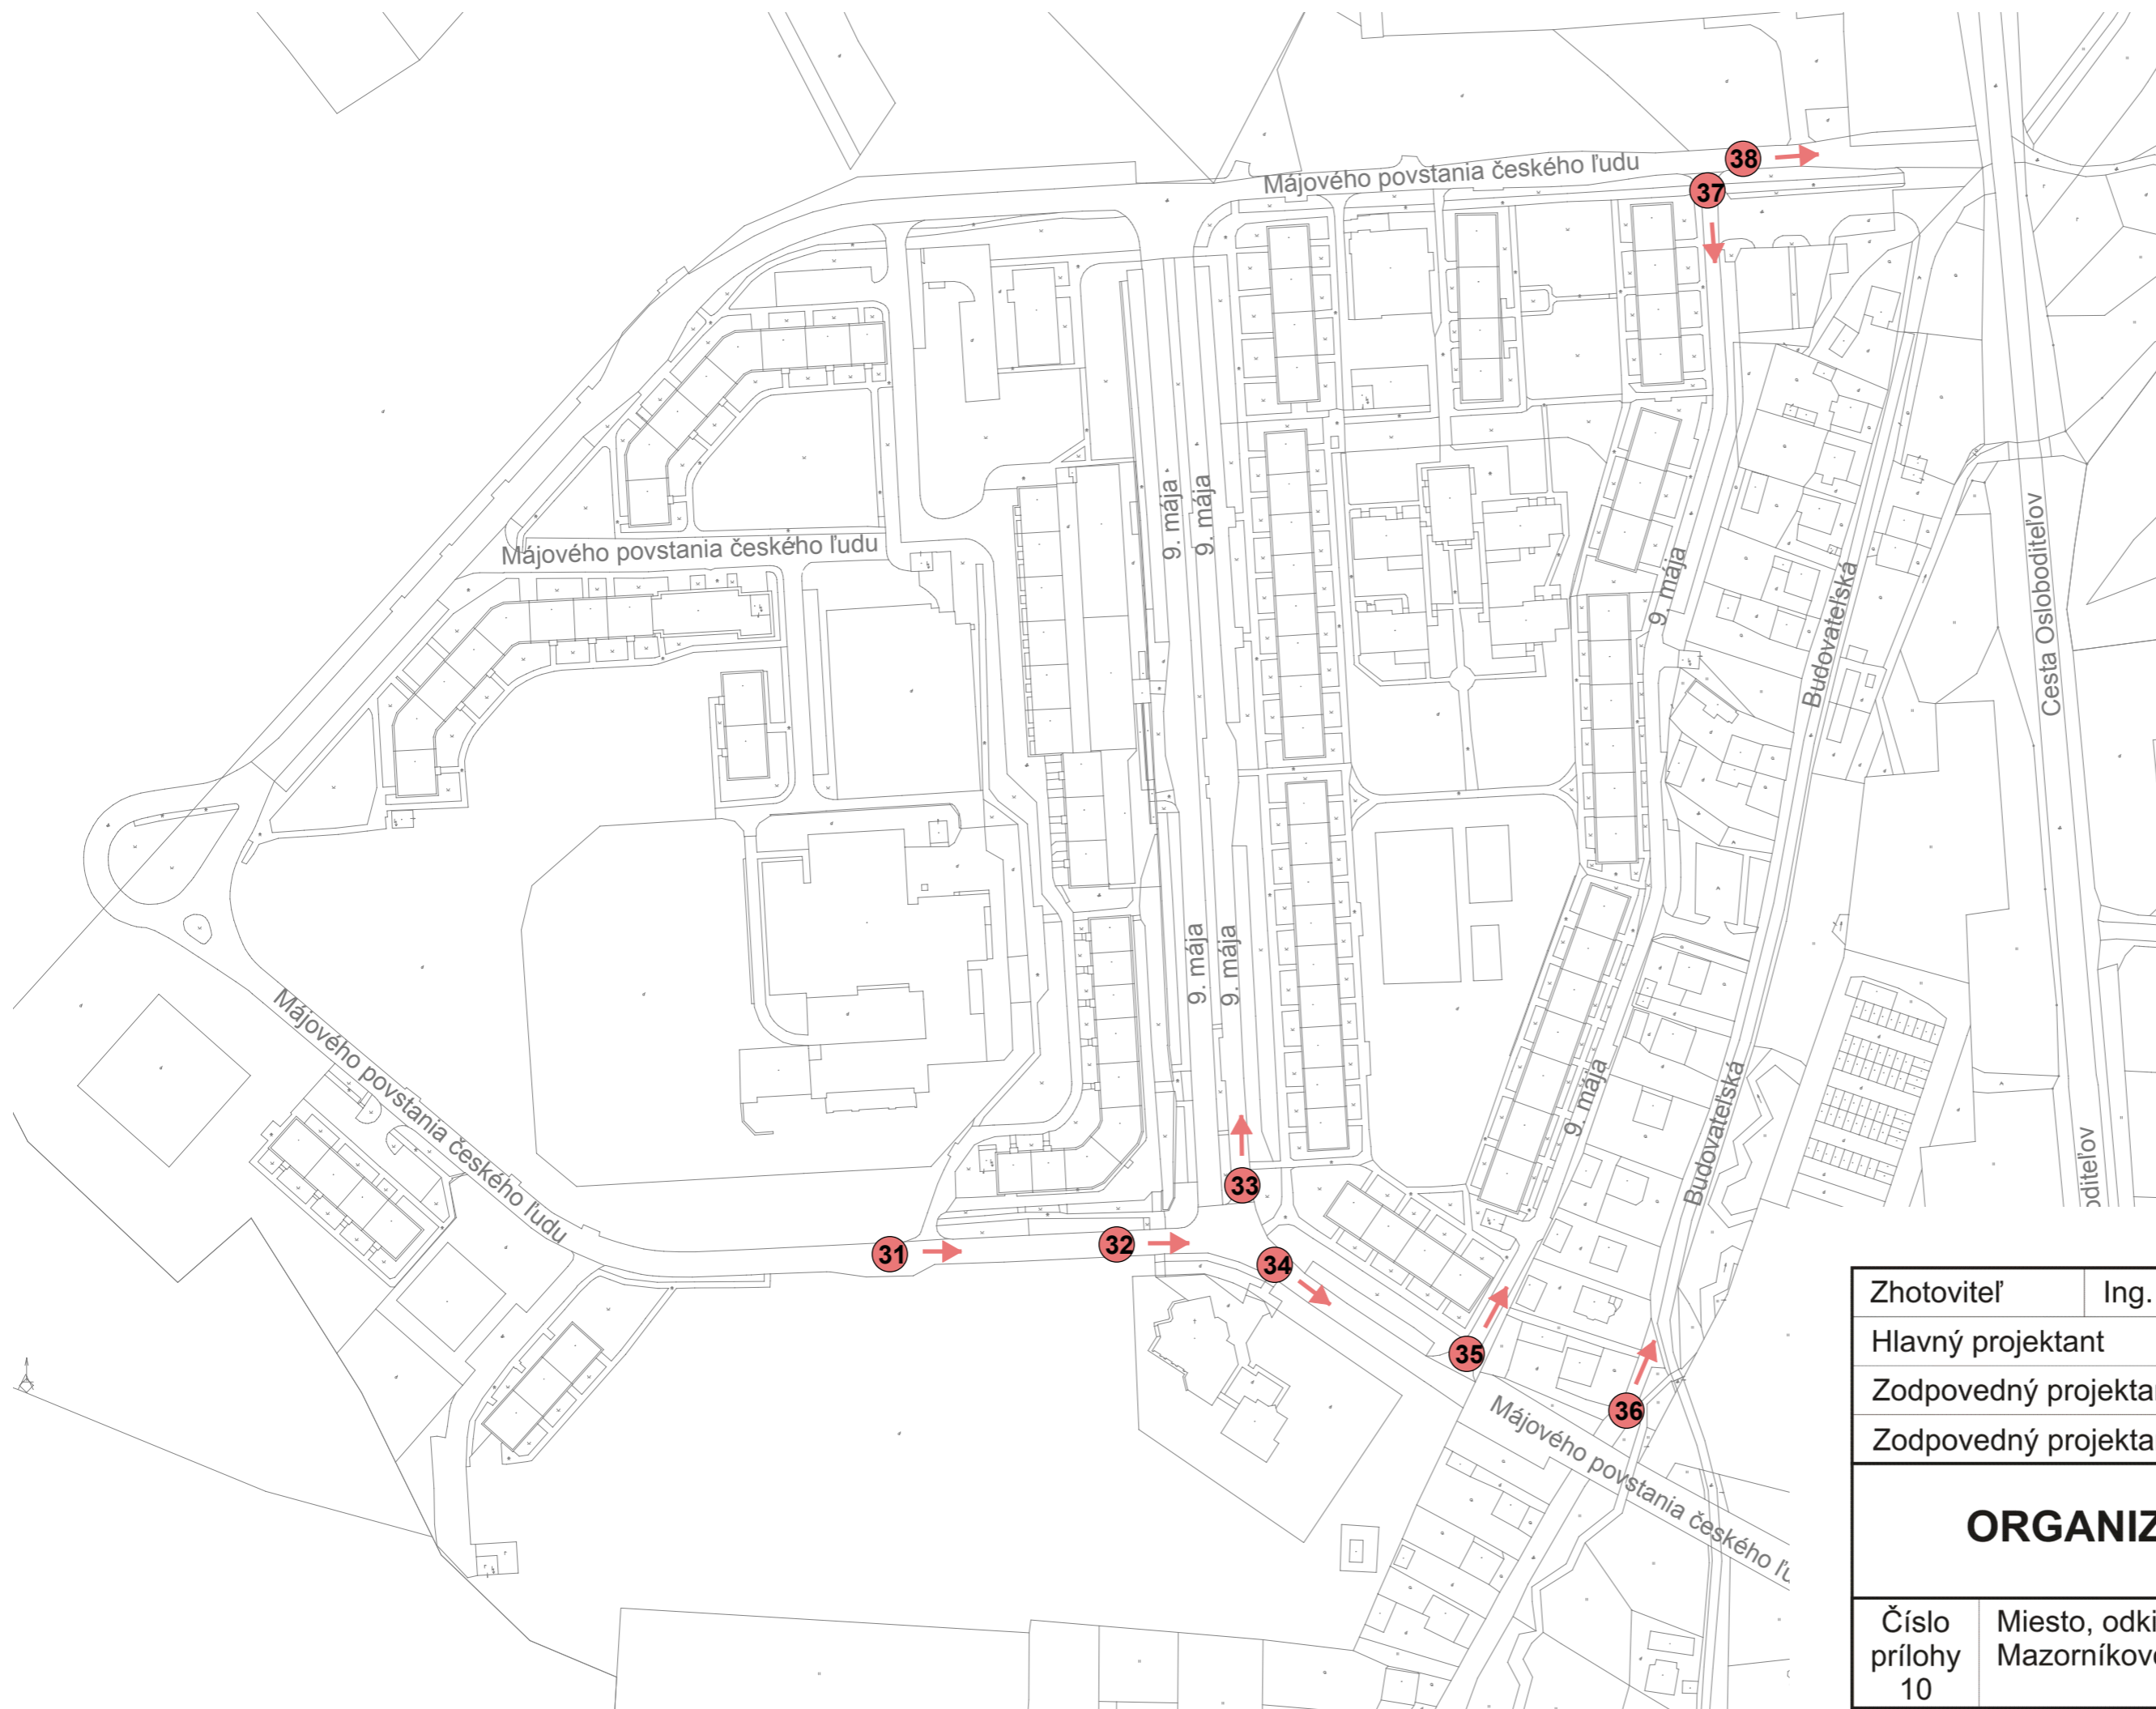 38
Májového povstania českého ľudu
37
9. mája
9. mája
Májového povstania českého ľudu
9. mája
Budovateľská
Cesta Osloboditeľov
9. mája
9. mája
Májového povstania českého ľudu
9. mája
Budovateľská
oditeľov
33
31
32
34
35
36
Májového povstania českého ľu
Zhotoviteľ
Ing.
Hlavný projektant
Zodpovedný projekta
Zodpovedný projekta
ORGANIZ
Číslo
prílohy
10
Miesto, odki
Mazorníkov